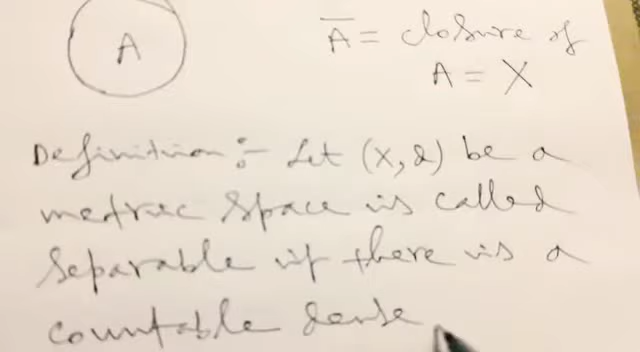 A
A̅ = closure of
A = X
Definition :- Let (X, d) be a
metric space is called
separable if there is a
countable dense